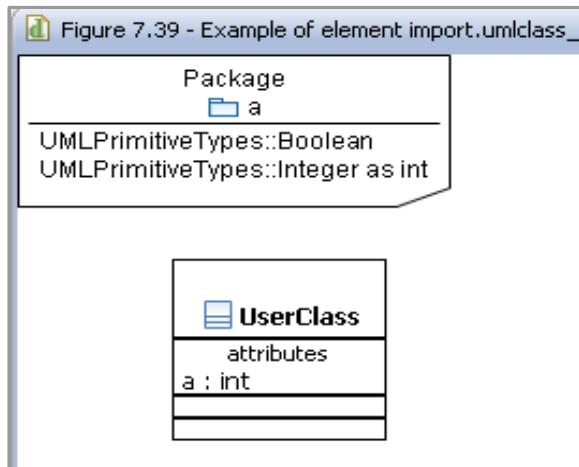 Figure 7.39 - Example of element import.umlclass_
Package
a
UMLPrimitiveTypes::Boolean
UMLPrimitiveTypes::Integer as int
UserClass
attributes
a : int